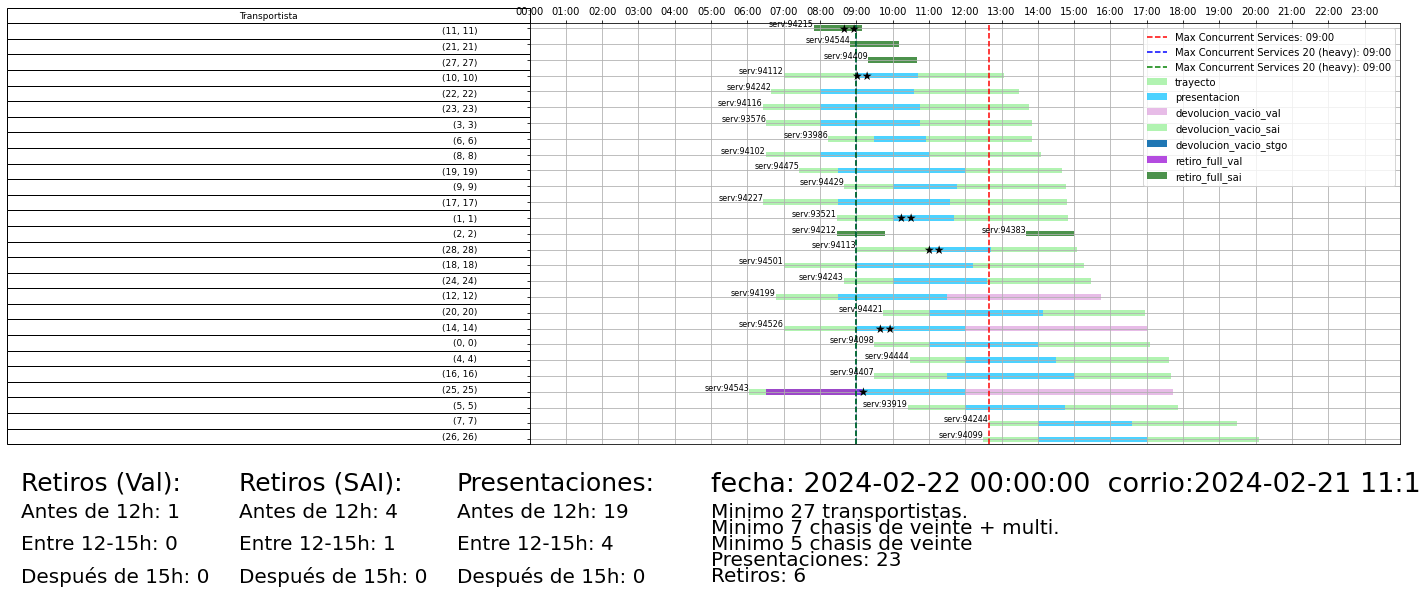 00:00 01:00 02:00 03:00 04:00 05:00 06:00 07:00 08:00 09:00 10:00 11:00 12:00 13:00 14:00 15:00 16:00 17:00 18:00 19:00 20:00 21:00 22:00 23:00
Transportista
(11, 11) serv:94215
(21, 21) serv:94544
(27, 27) serv:94409
(10, 10) serv:94112
(22, 22) serv:94242
(23, 23) serv:94116
(3, 3) serv:93576
(6, 6) serv:93986
(8, 8) serv:94102
(19, 19) serv:94475
(9, 9) serv:94429
(17, 17) serv:94227
(1, 1) serv:93521
(2, 2) serv:94212 serv:94383
(28, 28) serv:94113
(18, 18) serv:94501
(24, 24) serv:94243
(12, 12) serv:94199
(20, 20) serv:94421
(14, 14) serv:94526
(0, 0) serv:94098
(4, 4) serv:94444
(16, 16) serv:94407
(25, 25) serv:94543
(5, 5) serv:93919
(7, 7) serv:94244
(26, 26) serv:94099
Max Concurrent Services: 09:00
Max Concurrent Services 20 (heavy): 09:00
Max Concurrent Services 20 (heavy): 09:00
trayecto
presentacion
devolucion_vacio_val
devolucion_vacio_sai
devolucion_vacio_stgo
retiro_full_val
retiro_full_sai
Retiros (Val):
Antes de 12h: 1
Entre 12-15h: 0
Después de 15h: 0
Retiros (SAI):
Antes de 12h: 4
Entre 12-15h: 1
Después de 15h: 0
Presentaciones:
Antes de 12h: 19
Entre 12-15h: 4
Después de 15h: 0
fecha: 2024-02-22 00:00:00 corrio:2024-02-21 11:1
Minimo 27 transportistas.
Minimo 7 chasis de veinte + multi.
Minimo 5 chasis de veinte
Presentaciones: 23
Retiros: 6